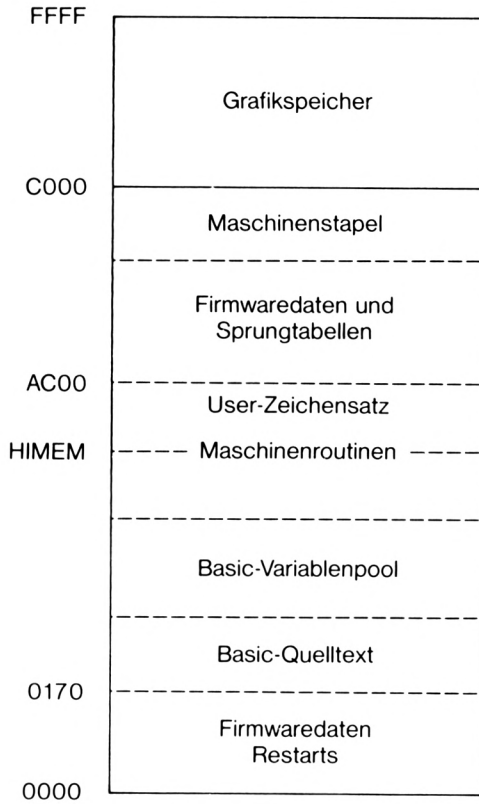 FFFF
Grafikspeicher
C000
Maschinenstapel
Firmwaredaten und
Sprungtabellen
AC00
User-Zeichensatz
HIMEM
Maschinenroutinen
Basic-Variablenpool
Basic-Quelltext
0170
Firmwaredaten
Restarts
0000